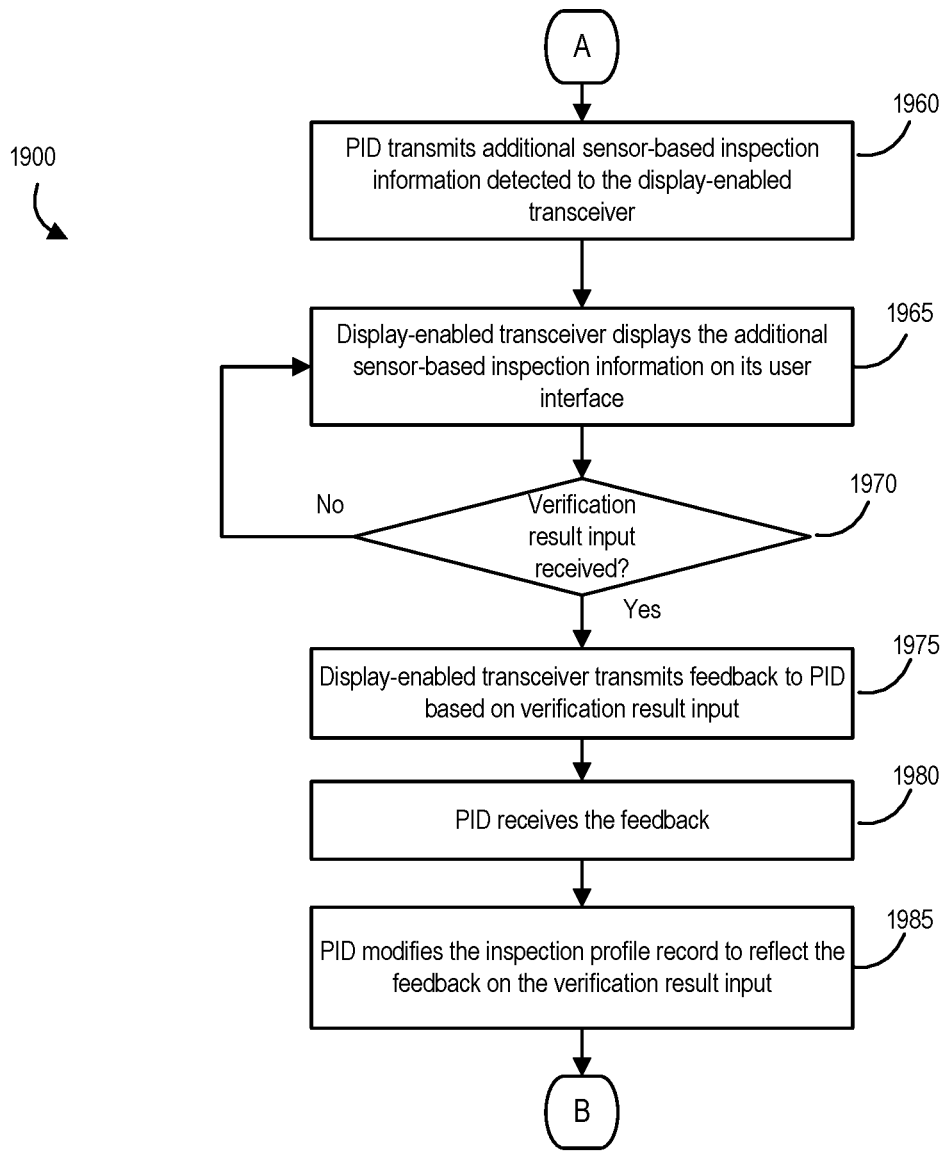 A
1960
PID transmits additional sensor-based inspection
information detected to the display-enabled
transceiver
1900
1965
Display-enabled transceiver displays the additional
sensor-based inspection information on its user
interface
1970
No
Verification
result input
received?
Yes
1975
Display-enabled transceiver transmits feedback to PID
based on verification result input
1980
PID receives the feedback
1985
PID modifies the inspection profile record to reflect the
feedback on the verification result input
B